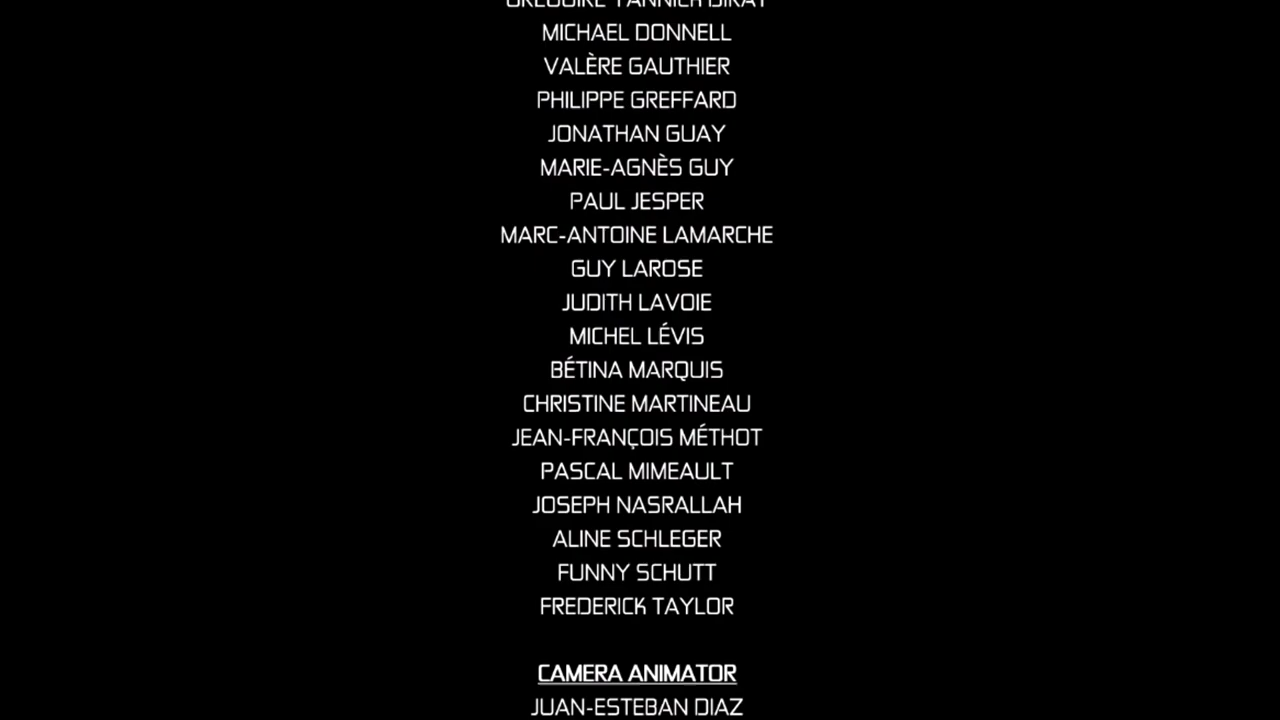 MICHAEL DONNELL
VALÈRE GAUTHIER
PHILIPPE GREFFARD
JONATHAN GUAY
MARIE-AGNÈS GUY
PAUL JESPER
MARC-ANTOINE LAMARCHE
GUY LAROSE
JUDITH LAVOIE
MICHEL LÉVIS
BÉTINA MARQUIS
CHRISTINE MARTINEAU
JEAN-FRANÇOIS MÉTHOT
PASCAL MIMEAULT
JOSEPH NASRALLAH
ALINE SCHLEGER
FUNNY SCHUTT
FREDERICK TAYLOR
CAMERA ANIMATOR
JUAN-ESTEBAN DIAZ